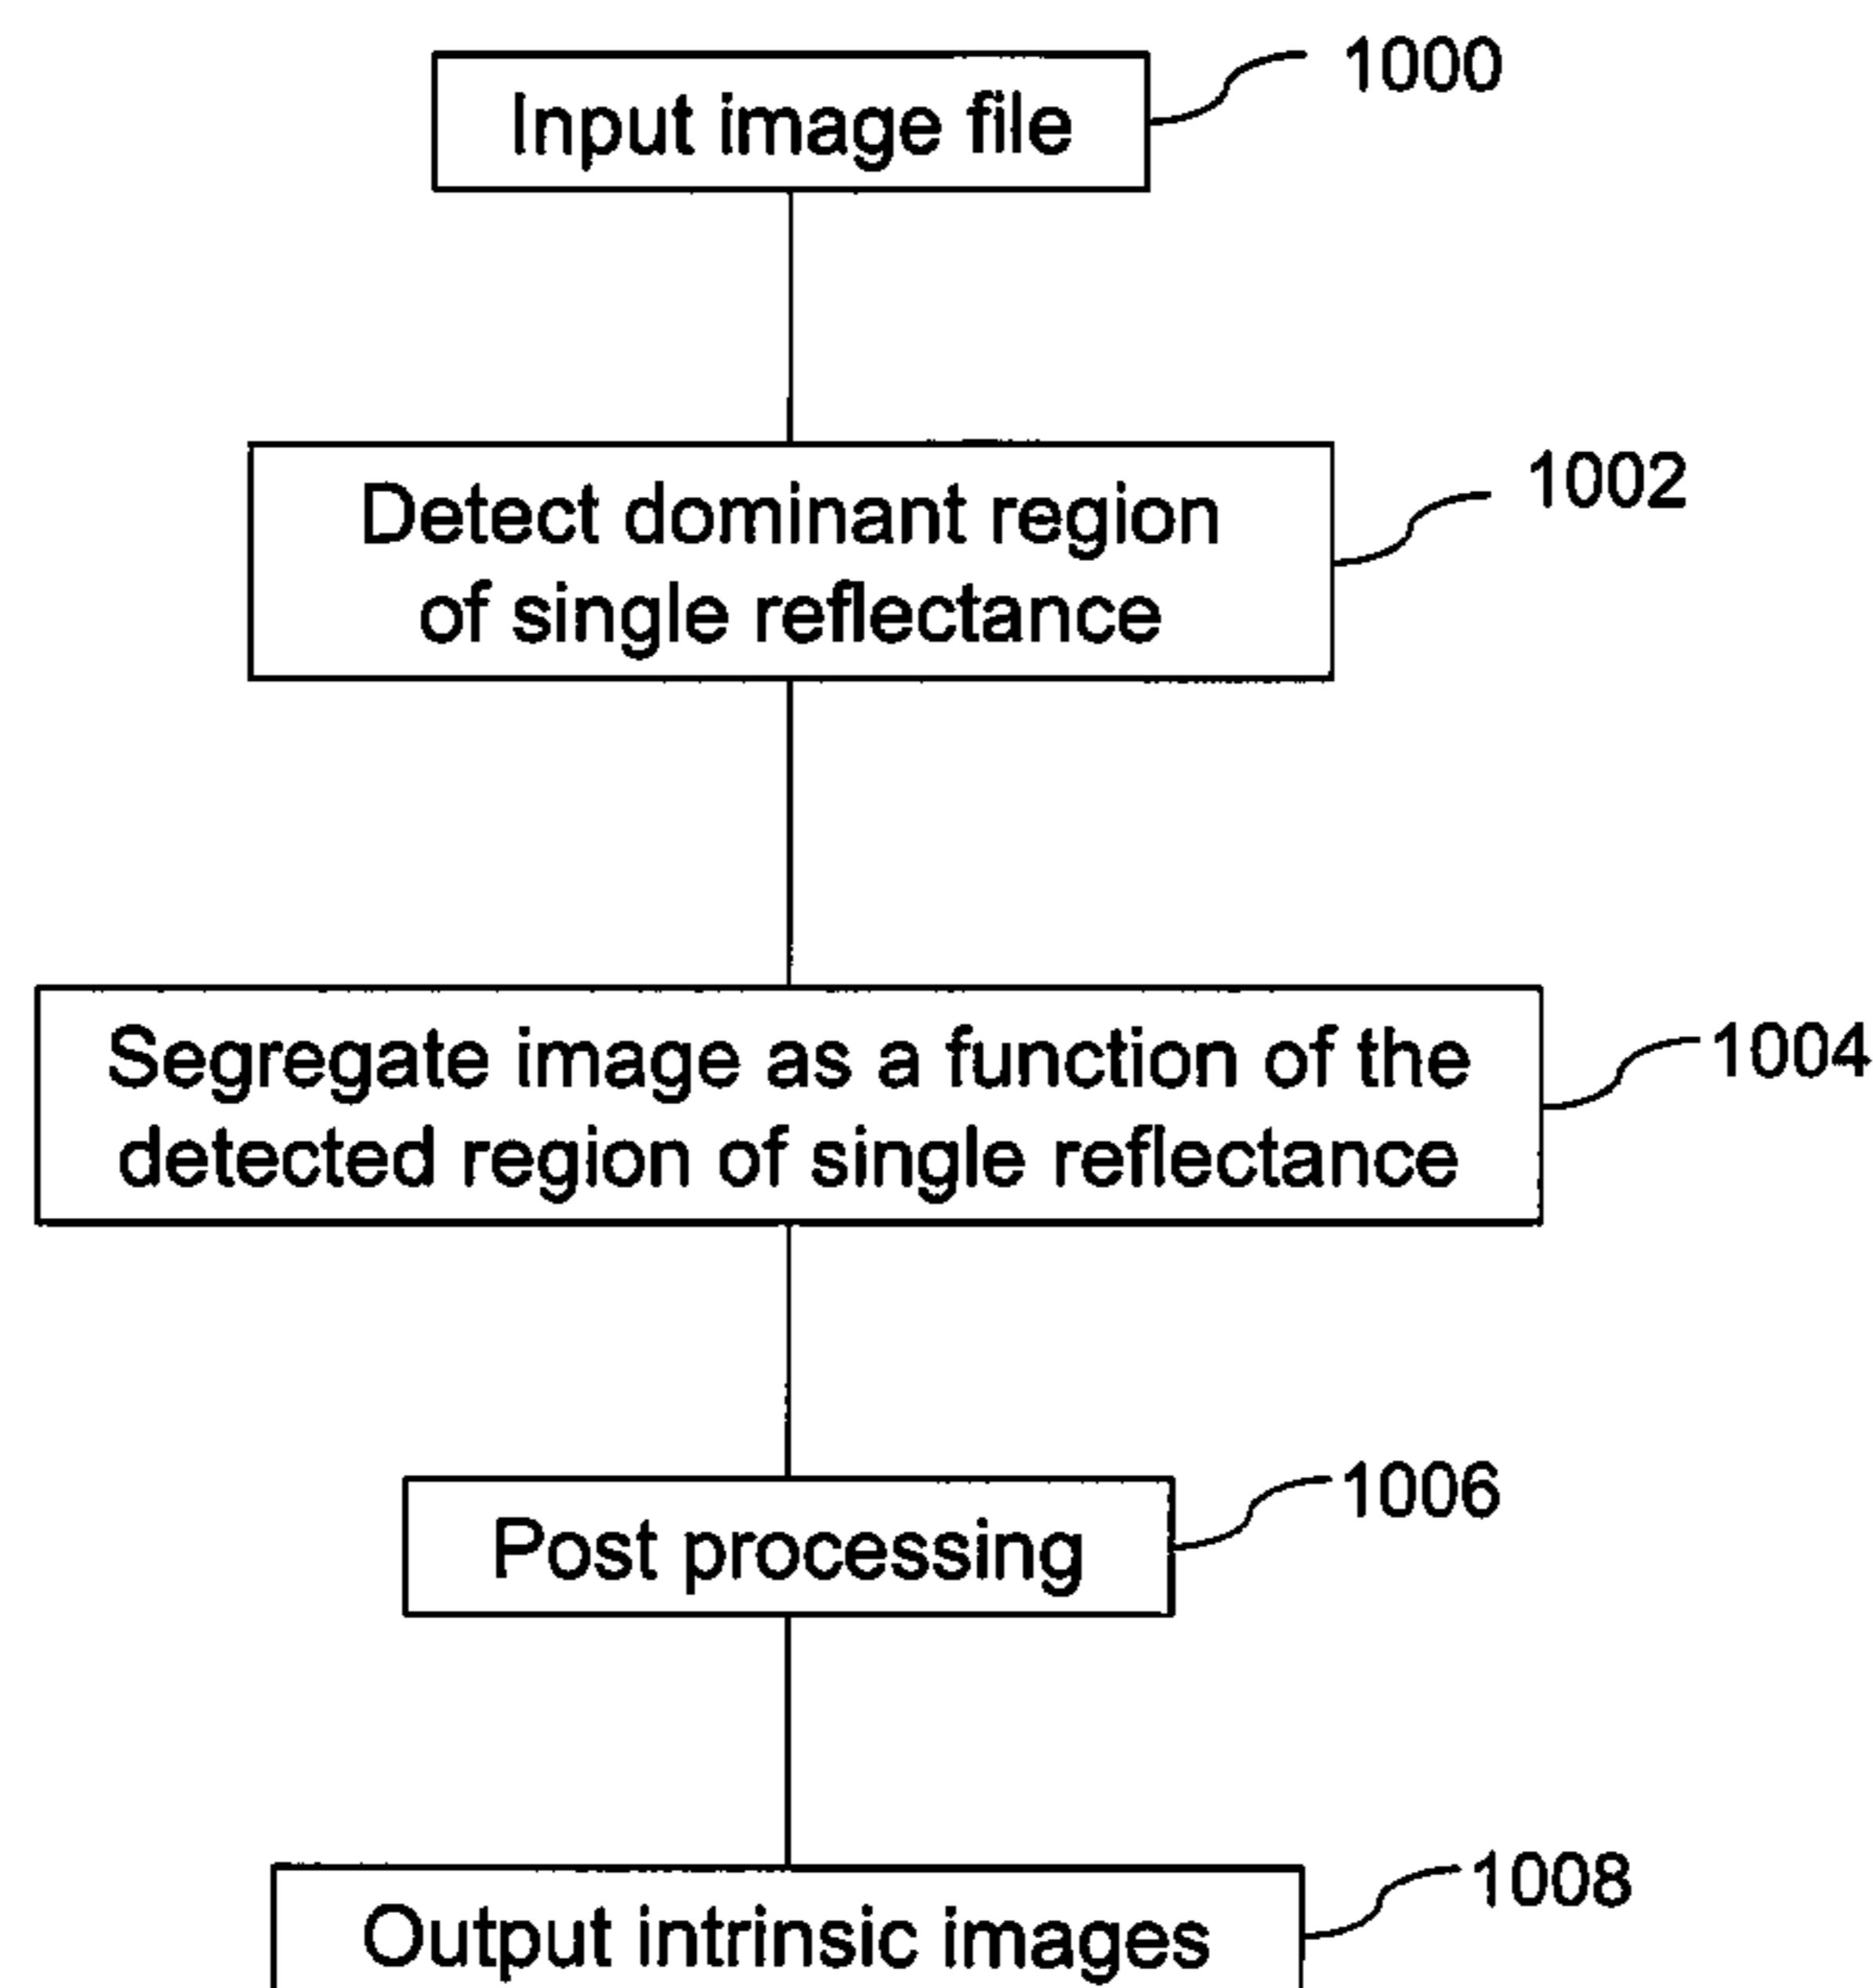 Input image file
1000
Detect dominant region
of single reflectance
1002
Segregate image as a function of the
detected region of single reflectance
1004
Post processing
1006
Output intrinsic images
1008